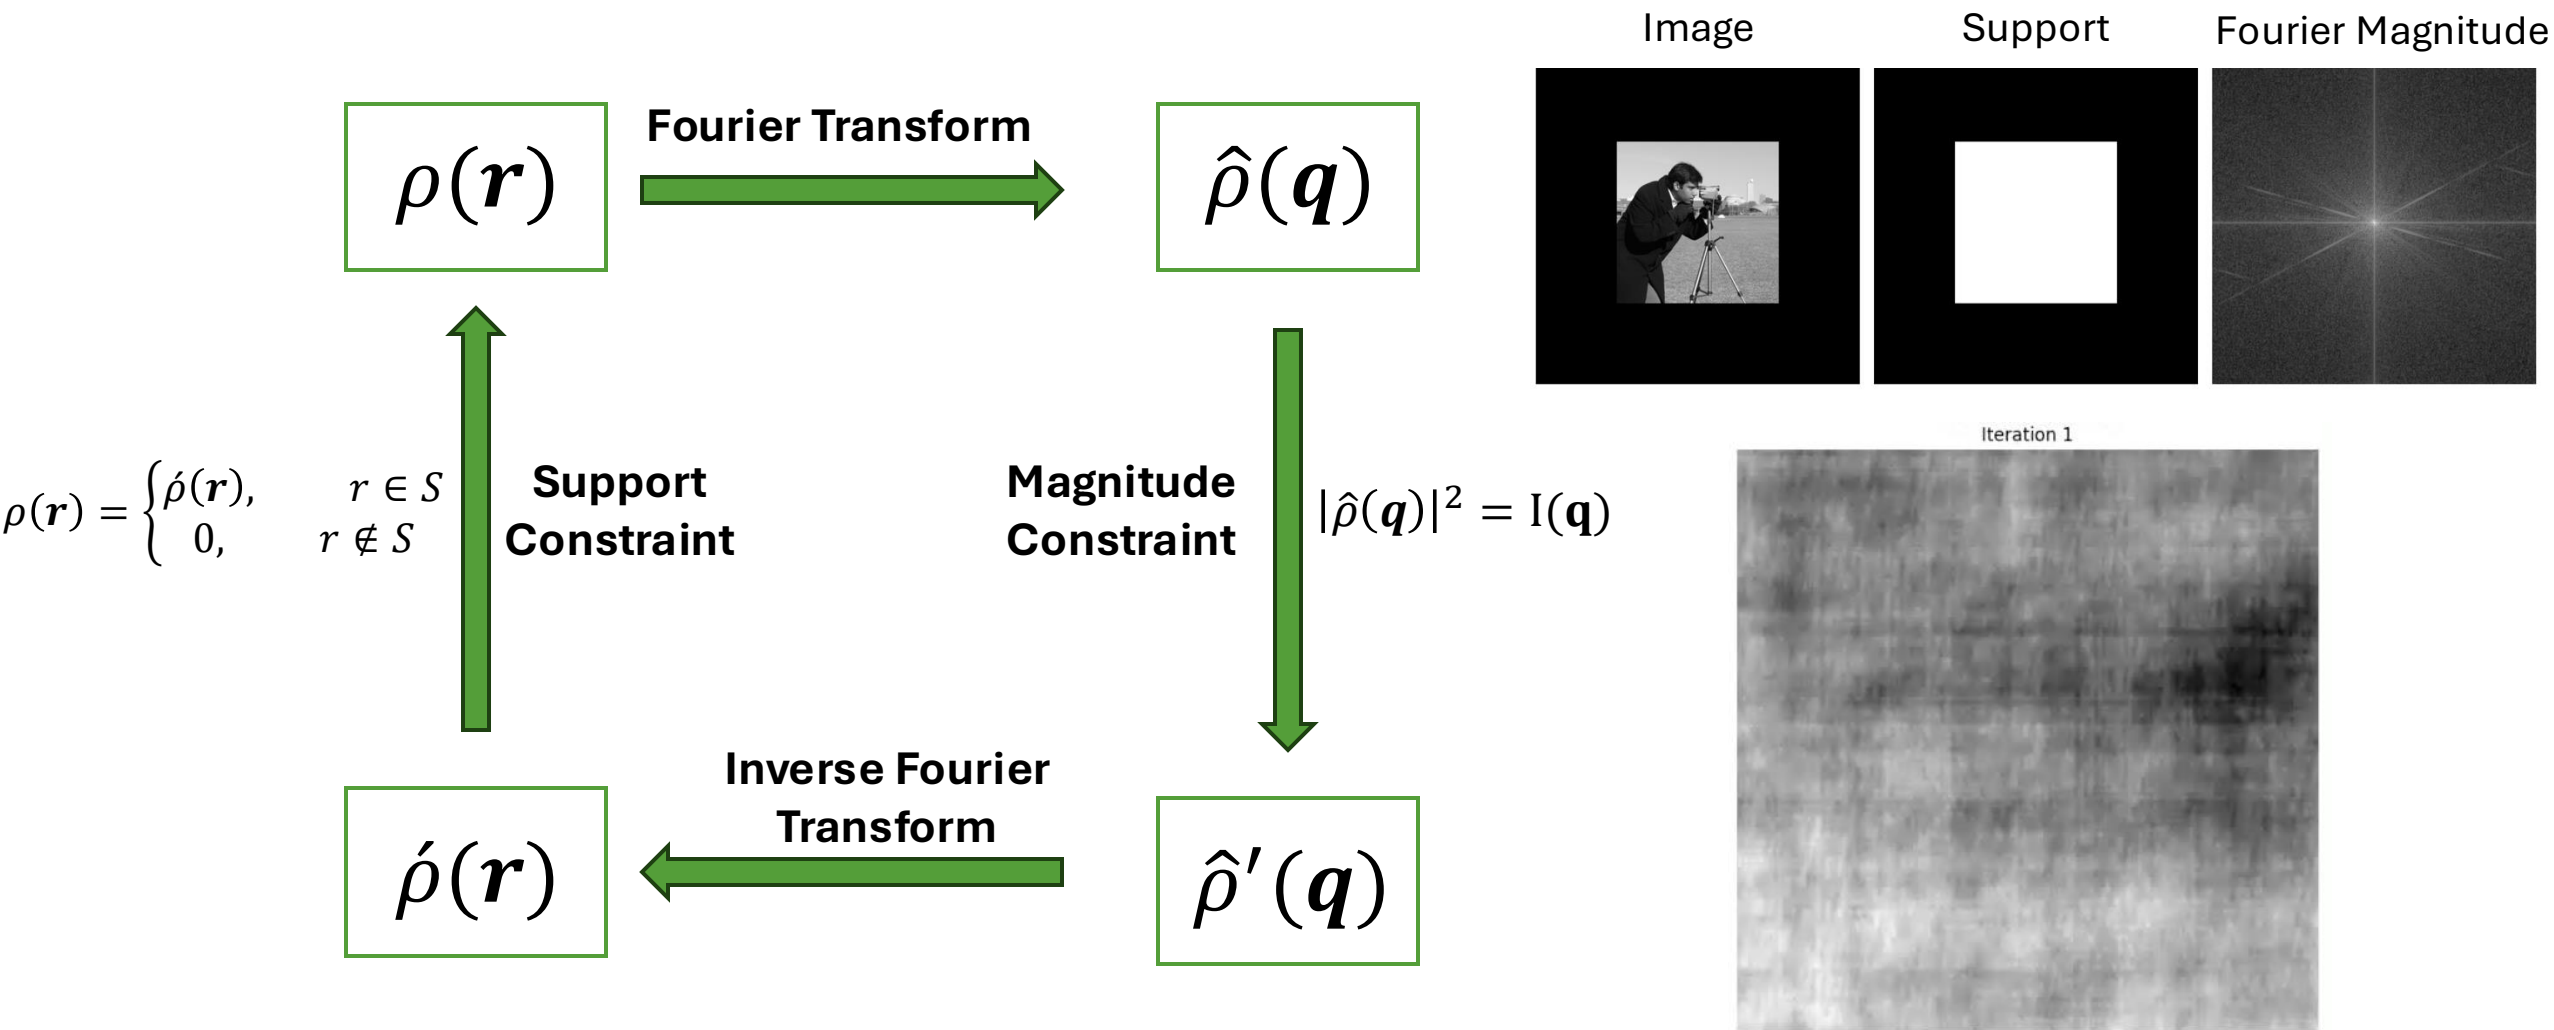 Image Support Fourier Magnitude
ρ(r)
Fourier Transform
ρ̂(q)
ρ(r) = { ρ́(r), r ∈ S
0, r ∉ S
Support
Constraint
Magnitude
Constraint
|ρ̂(q)|² = I(q)
Iteration 1
Inverse Fourier
Transform
ρ́(r)
ρ̂′(q)